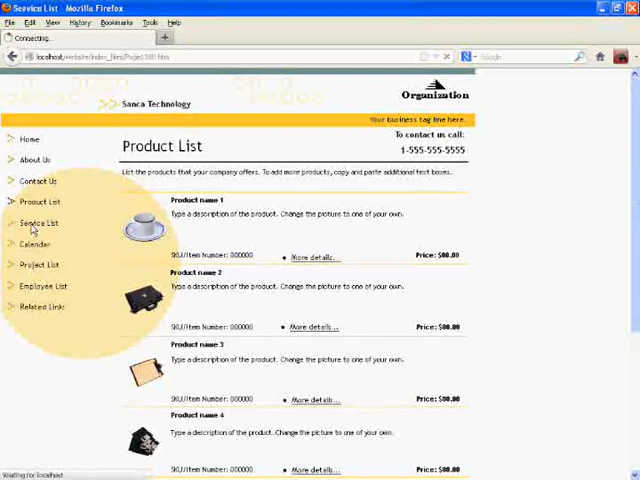 Service List - Mozilla Firefox
File Edit View History Bookmarks Tools Help
Connecting...
localhost/website/index_files/Page1380.htm
Google
Sanca Technology
Organization
Your business tag line here.
To contact us call:
1-555-555-5555
Home
About Us
Contact Us
Product List
Service List
Calendar
Project List
Employee List
Related Links
Product List
List the products that your company offers. To add more products, copy and paste additional text boxes.
Product name 1
Type a description of the product. Change the picture to one of your own.
SKU/Item Number: 000000 • More details... Price: $00.00
Product name 2
Type a description of the product. Change the picture to one of your own.
SKU/Item Number: 000000 • More details... Price: $00.00
Product name 3
Type a description of the product. Change the picture to one of your own.
SKU/Item Number: 000000 • More details... Price: $00.00
Product name 4
Type a description of the product. Change the picture to one of your own.
SKU/Item Number: 000000 • More details... Price: $00.00
Waiting for localhost